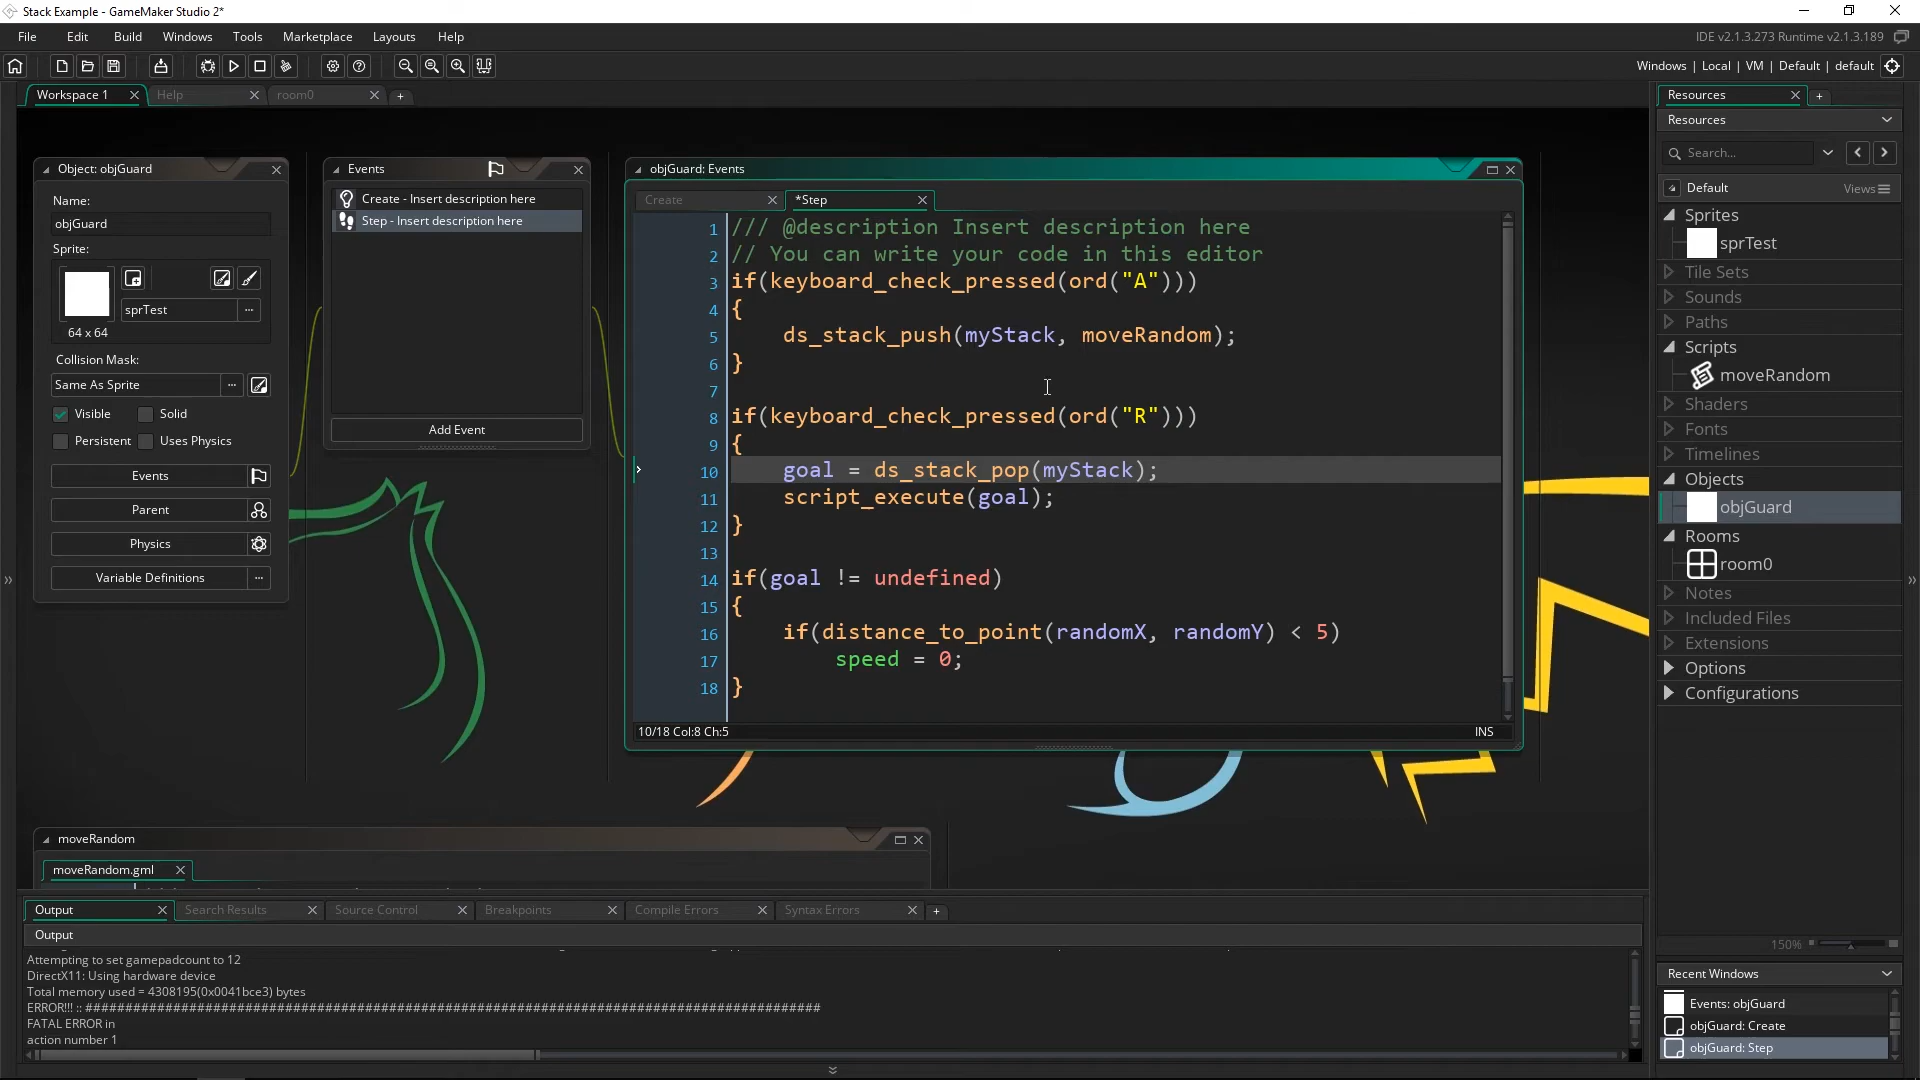 Stack Example - GameMaker Studio 2*
File Edit Build Windows Tools Marketplace Layouts Help
IDE v2.1.3.273 Runtime v2.1.3.189
Windows | Local | VM | Default | default
Workspace 1
Help
room0
Resources
Resources
Search...
Default
Views
Sprites
sprTest
Tile Sets
Sounds
Paths
Scripts
moveRandom
Shaders
Fonts
Timelines
Objects
objGuard
Rooms
room0
Notes
Included Files
Extensions
Options
Configurations
150%
Recent Windows
Events: objGuard
objGuard: Create
objGuard: Step
Object: objGuard
Name:
objGuard
Sprite:
sprTest
64 x 64
Collision Mask:
Same As Sprite
Visible
Solid
Persistent
Uses Physics
Events
Parent
Physics
Variable Definitions
Events
Create - Insert description here
Step - Insert description here
Add Event
objGuard: Events
Create
*Step
1 /// @description Insert description here
2 // You can write your code in this editor
3 if(keyboard_check_pressed(ord("A")))
4 {
5 ds_stack_push(myStack, moveRandom);
6 }
7
8 if(keyboard_check_pressed(ord("R")))
9 {
10 goal = ds_stack_pop(myStack);
11 script_execute(goal);
12 }
13
14 if(goal != undefined)
15 {
16 if(distance_to_point(randomX, randomY) < 5)
17 speed = 0;
18 }
10/18 Col:8 Ch:5
INS
moveRandom
moveRandom.gml
Output
Search Results
Source Control
Breakpoints
Compile Errors
Syntax Errors
Output
Attempting to set gamepadcount to 12
DirectX11: Using hardware device
Total memory used = 4308195(0x0041bce3) bytes
ERROR!!! :: ############################################################################################
FATAL ERROR in
action number 1